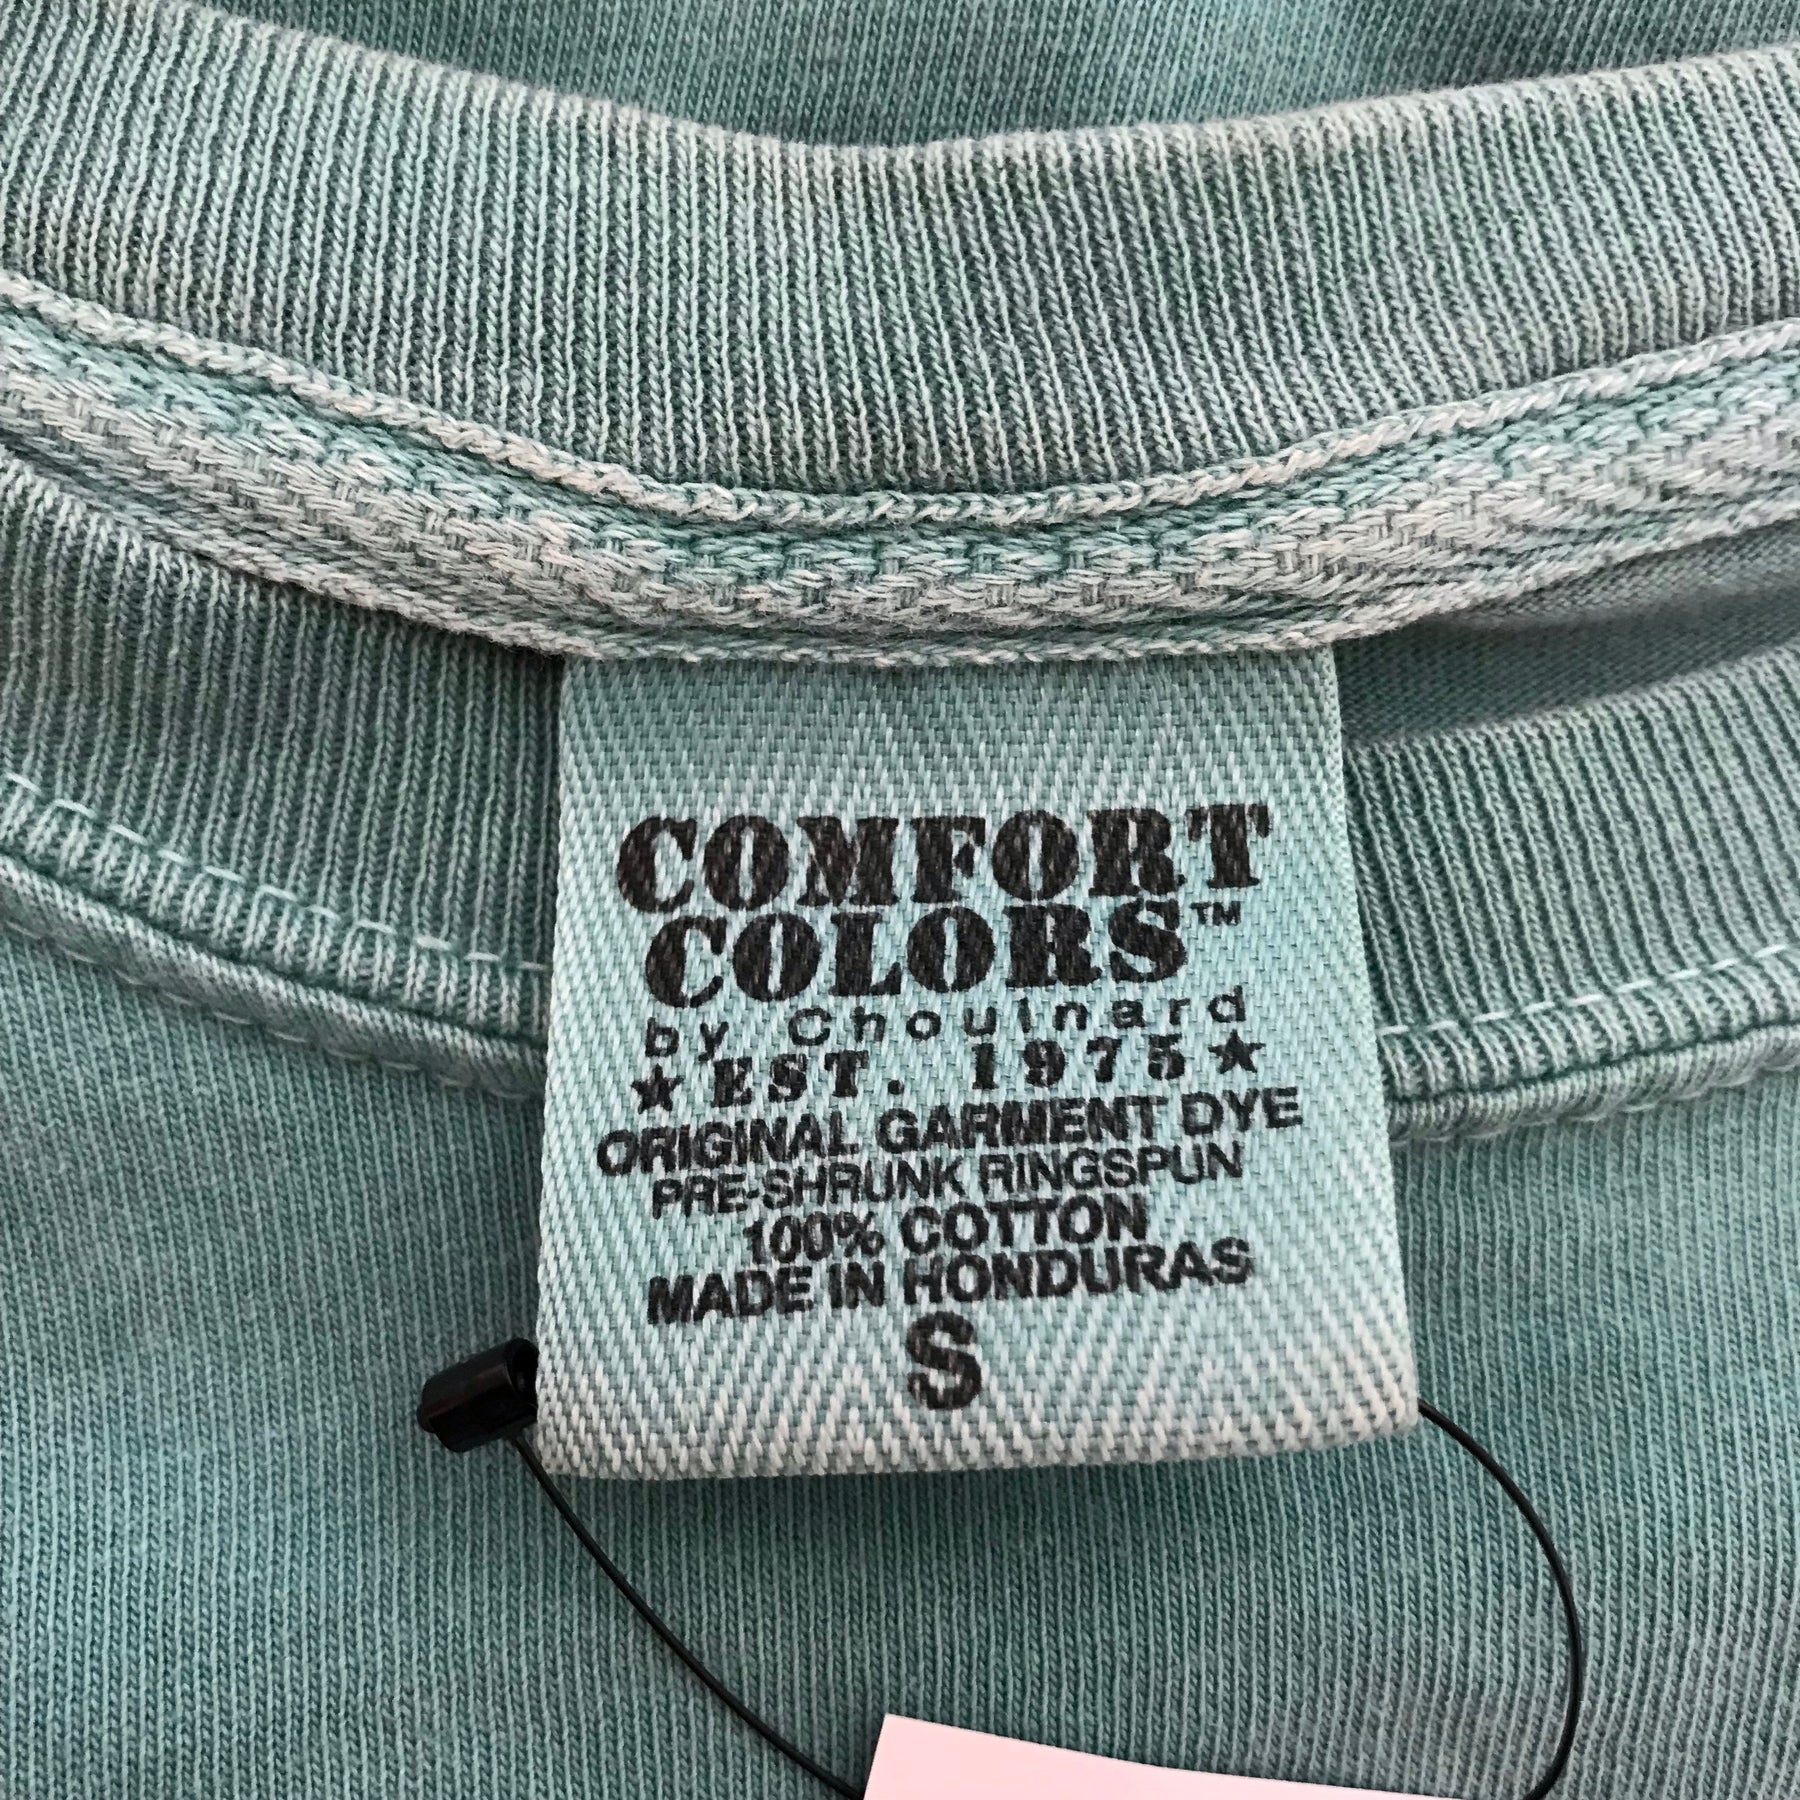 COMFORT
COLORS™
by Chouinard
★ EST. 1975 ★
ORIGINAL GARMENT DYE
PRE-SHRUNK RINGSPUN
100% COTTON
MADE IN HONDURAS
S